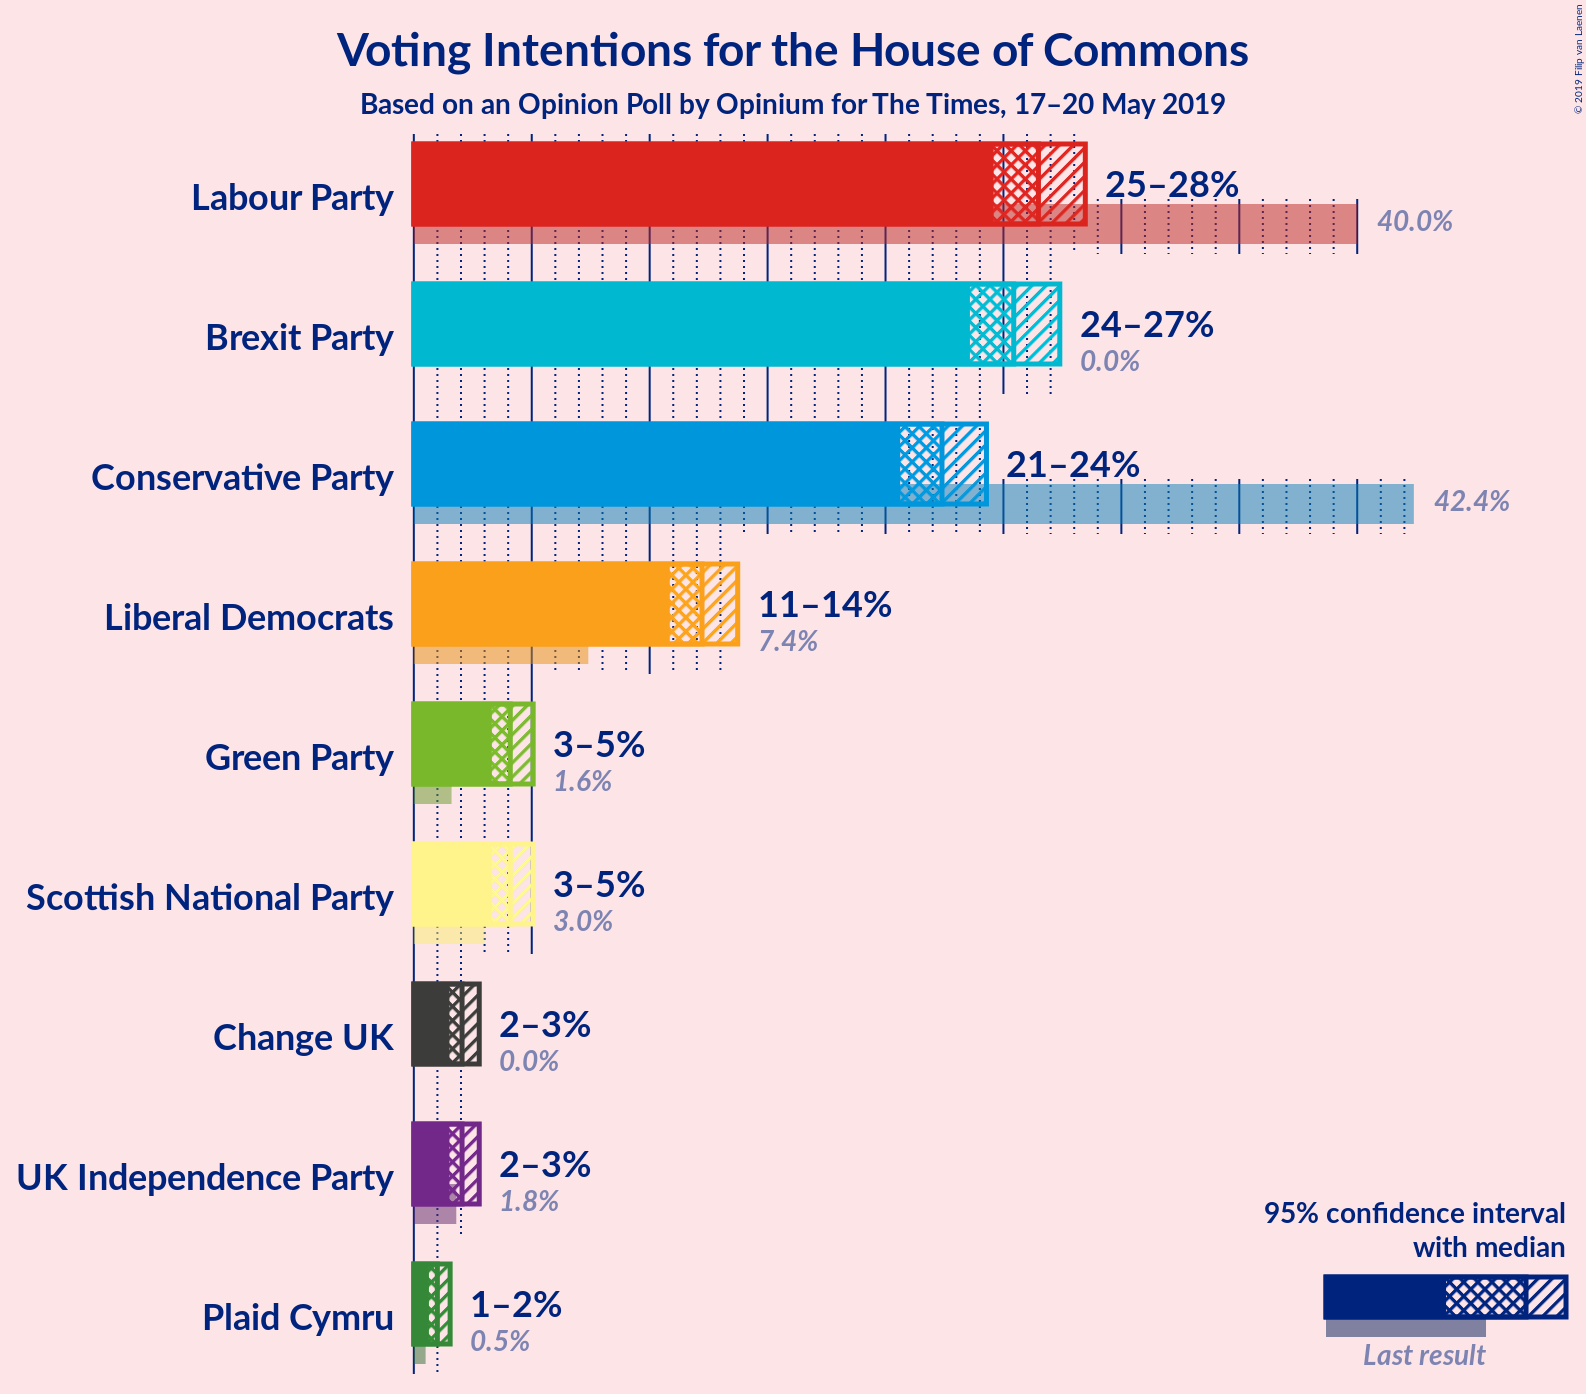 Voting Intentions for the House of Commons
Based on an Opinion Poll by Opinium for The Times, 17–20 May 2019
© 2019 Filip van Laenen
Labour Party
25–28%
40.0%
Brexit Party
24–27%
0.0%
Conservative Party
21–24%
42.4%
Liberal Democrats
11–14%
7.4%
Green Party
3–5%
1.6%
Scottish National Party
3–5%
3.0%
Change UK
2–3%
0.0%
UK Independence Party
2–3%
1.8%
Plaid Cymru
1–2%
0.5%
95% confidence interval
with median
Last result